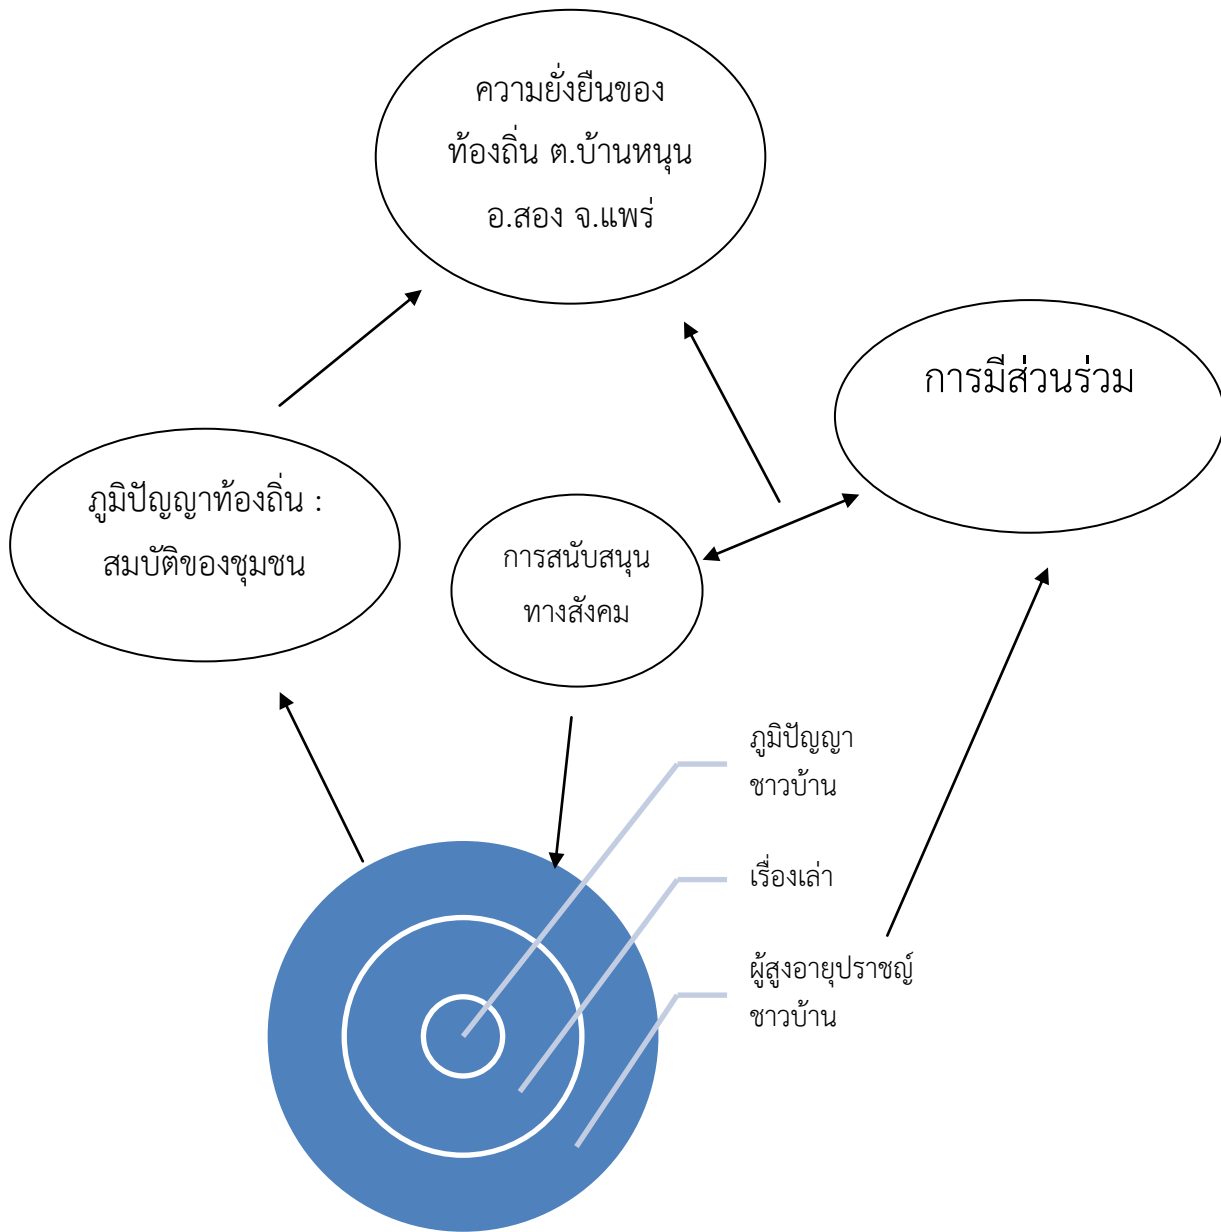 ความยั่งยืนของ
ท้องถิ่น ต.บ้านหนุน
อ.สอง จ.แพร่
การมีส่วนร่วม
ภูมิปัญญาท้องถิ่น :
สมบัติของชุมชน
การสนับสนุน
ทางสังคม
ภูมิปัญญา
ชาวบ้าน
เรื่องเล่า
ผู้สูงอายุปราชญ์
ชาวบ้าน